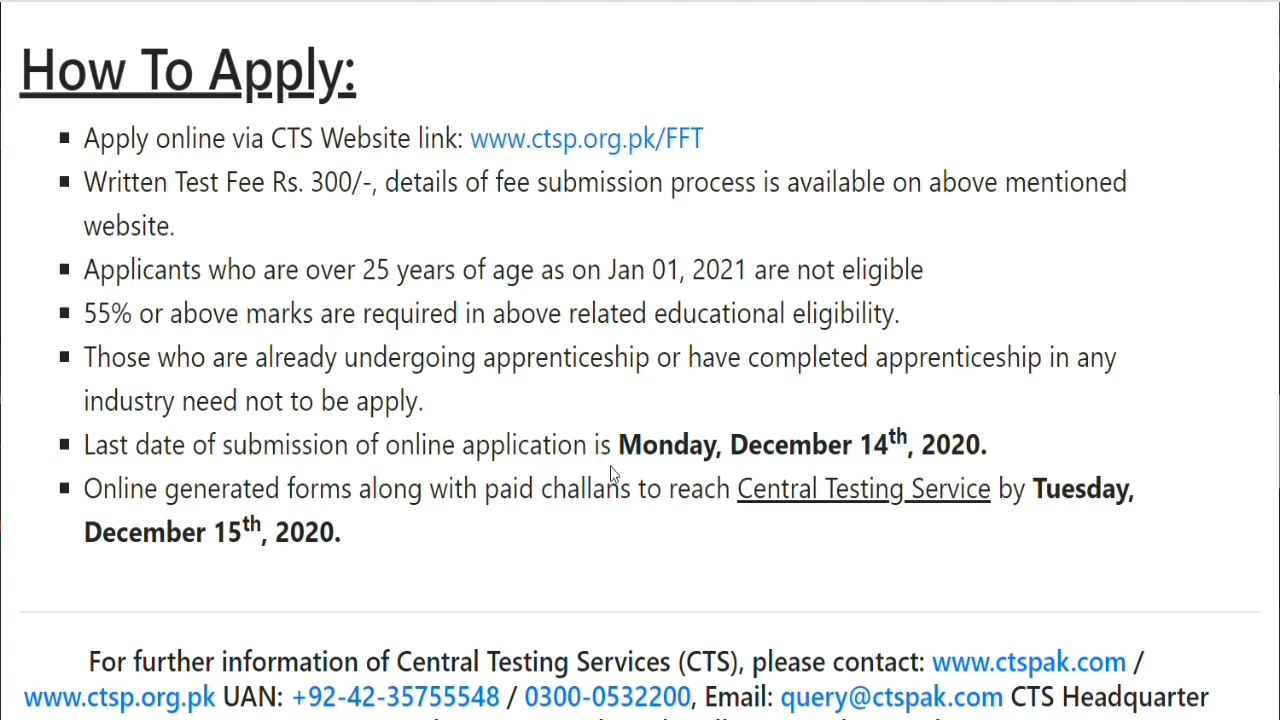 How To Apply:
Apply online via CTS Website link: www.ctsp.org.pk/FFT
Written Test Fee Rs. 300/-, details of fee submission process is available on above mentioned
website.
Applicants who are over 25 years of age as on Jan 01, 2021 are not eligible
55% or above marks are required in above related educational eligibility.
Those who are already undergoing apprenticeship or have completed apprenticeship in any
industry need not to be apply.
Last date of submission of online application is Monday, December 14th, 2020.
Online generated forms along with paid challans to reach Central Testing Service by Tuesday,
December 15th, 2020.
For further information of Central Testing Services (CTS), please contact: www.ctspak.com /
www.ctsp.org.pk UAN: +92-42-35755548 / 0300-0532200, Email: query@ctspak.com CTS Headquarter